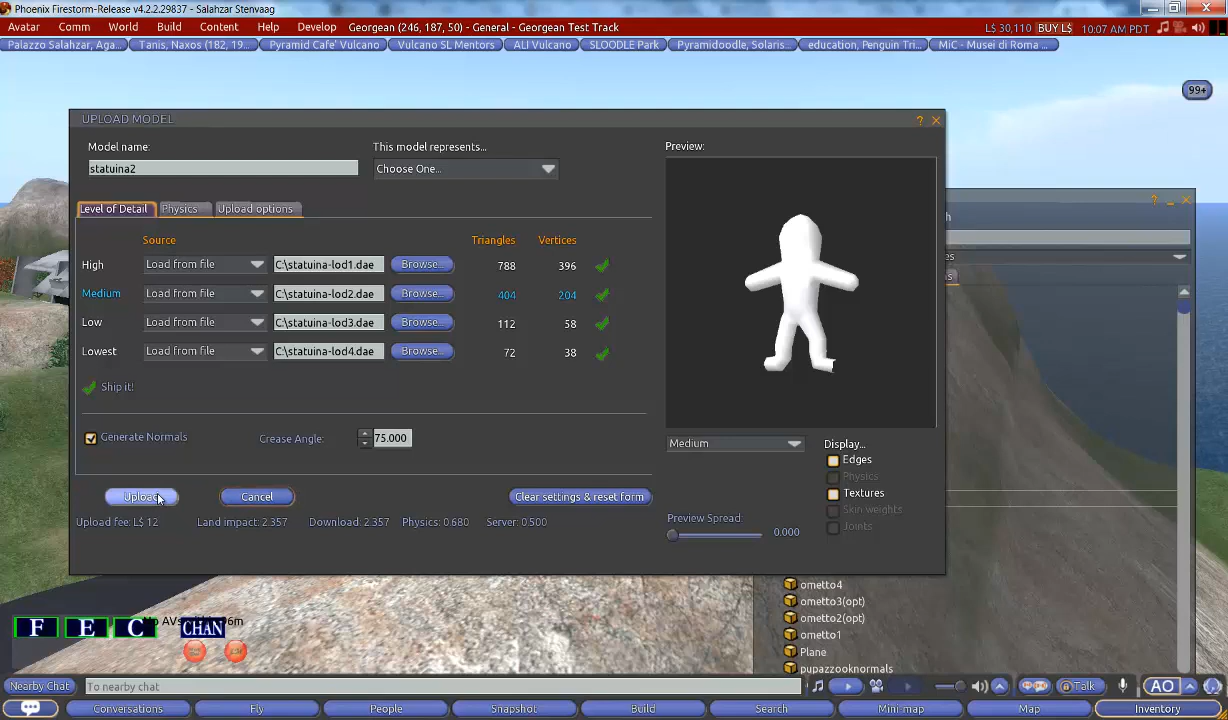 Phoenix Firestorm-Release v4.2.2.29837 - Salahzar Stenvaag
Avatar Comm World Build Help Develop Georgean (246, 187, 50) - General - Georgean Test Track L$ 30,110 BUY L$ 10:07 AM PDT
Palazzo Salahzar, Aga... Tanis, Naxos (182, 19... Pyramid Cafe' Vulcano Vulcano SL Mentors ALI Vulcano SLOODLE Park Pyramidoodle, Solaris... education, Penguin Tri... MiC - Musei di Roma ...
99+
UPLOAD MODEL ?
Model name: This model represents... Preview:
statuina2 Choose One...
Level of Detail Physics Upload options
Source Triangles Vertices
High Load from file C:\statuina-lod1.dae Browse... 788 396
Medium Load from file C:\statuina-lod2.dae Browse... 404 204
Low Load from file C:\statuina-lod3.dae Browse... 112 58
Lowest Load from file C:\statuina-lod4.dae Browse... 72 38
Ship it!
Generate Normals Crease Angle: 75.000
Medium Display...
Edges
Physics
Textures
Skin weights
Joints
Upload Cancel Clear settings & reset form
Upload fee: L$ 12 Land impact: 2.357 Download: 2.357 Physics: 0.680 Server: 0.500
Preview Spread: 0.000
ometto4
ometto3(opt)
ometto2(opt)
ometto1
Plane
pupazzooknormals
F E C CHAN
Nearby Chat To nearby chat Talk AO
Conversations Fly People Snapshot Build Search Mini-map Map Inventory